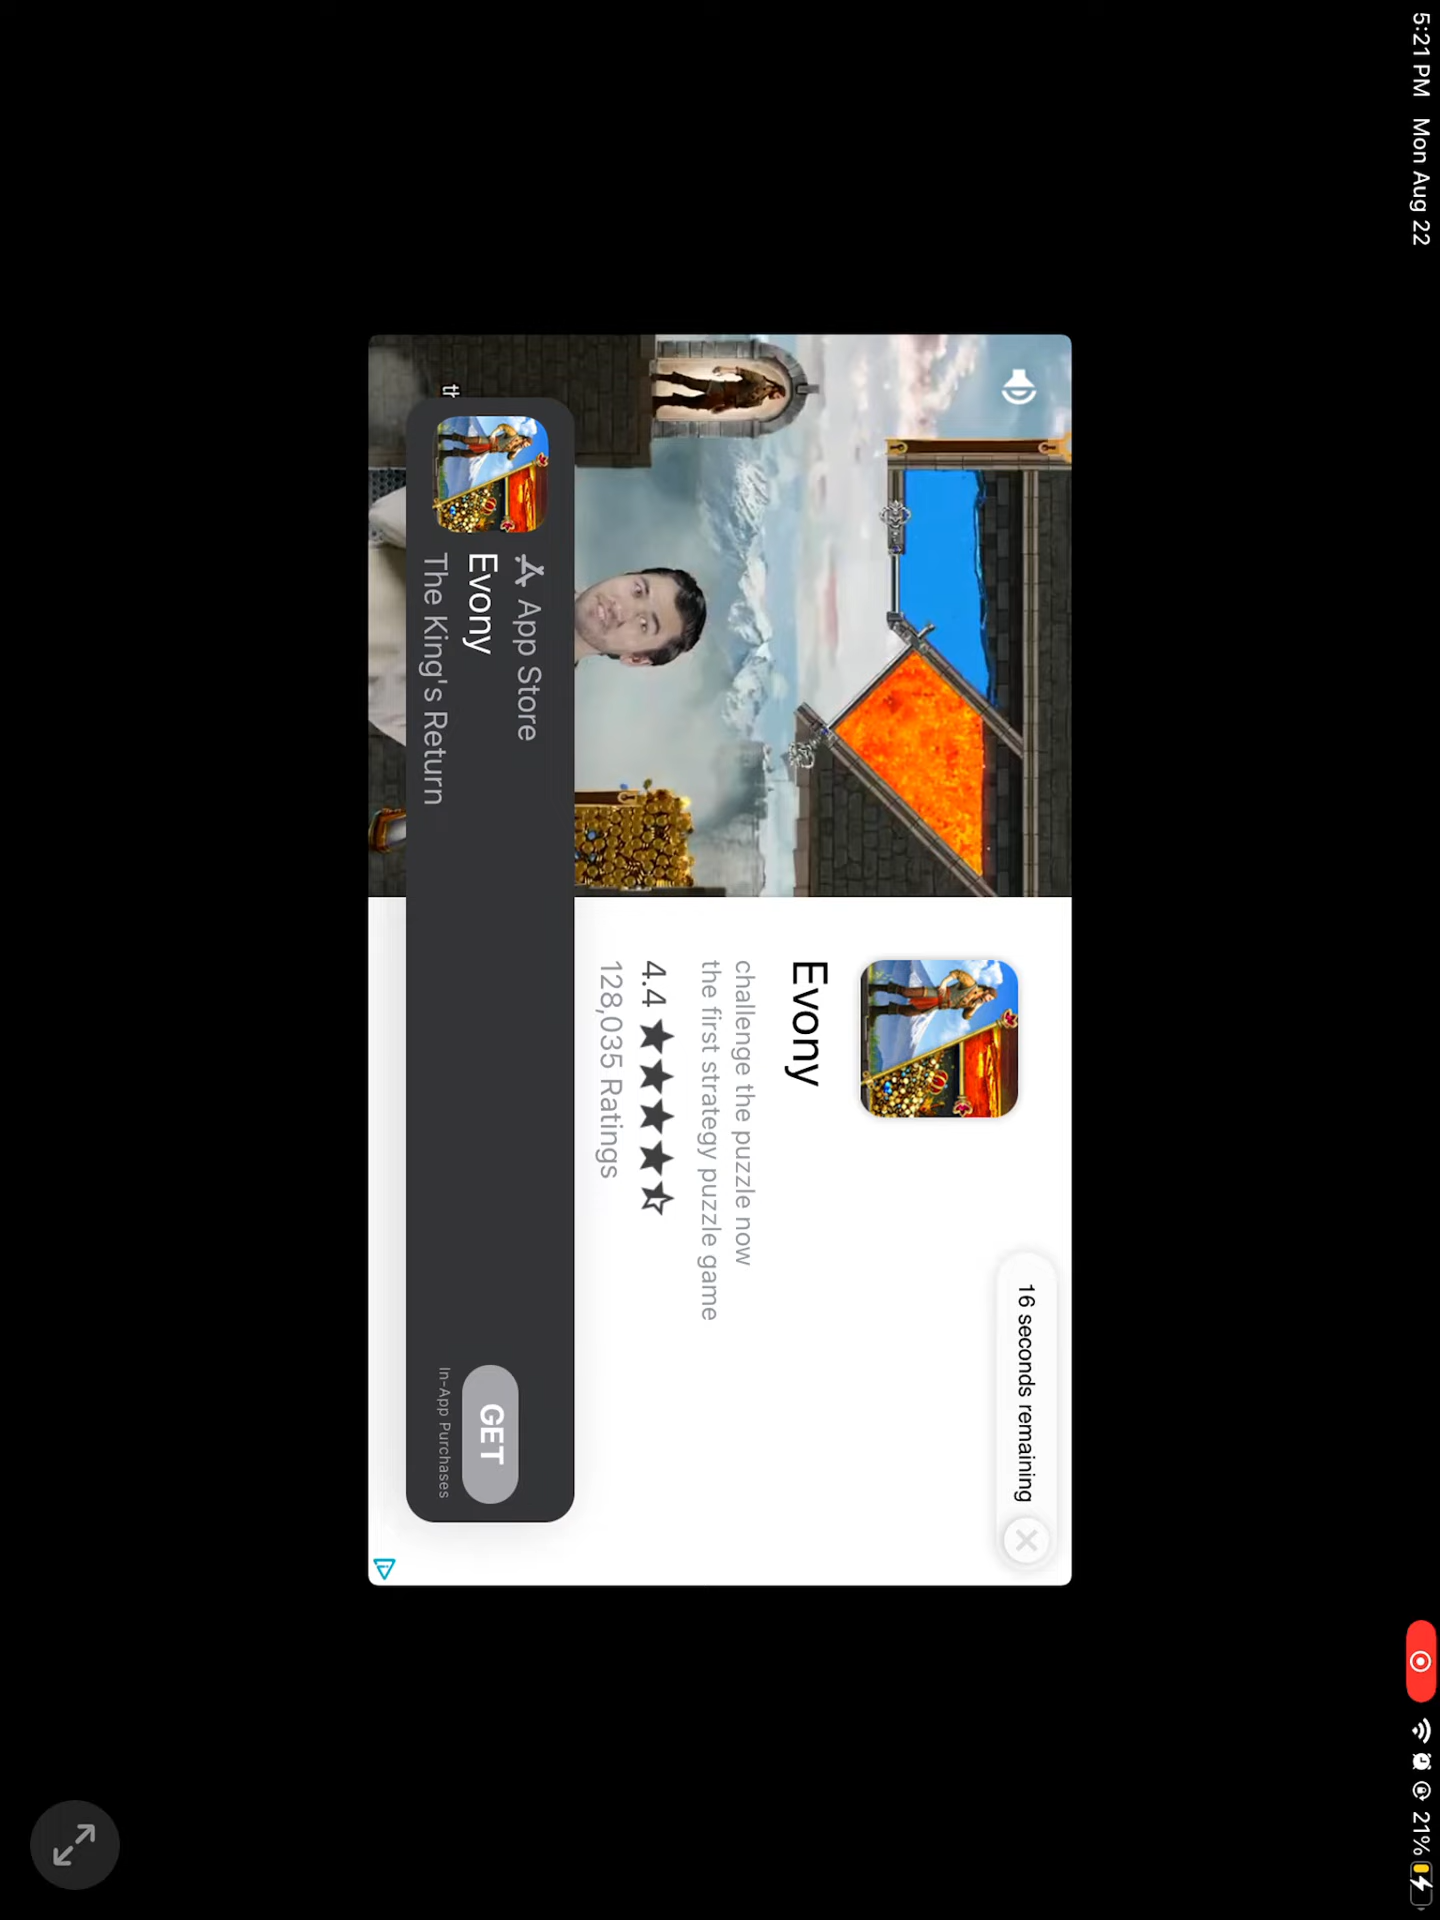 5:21 PM Mon Aug 22
21%
16 seconds remaining
Evony
challenge the puzzle now
the first strategy puzzle game
4.4
128,035 Ratings
th
App Store
Evony
The King's Return
GET
In-App Purchases